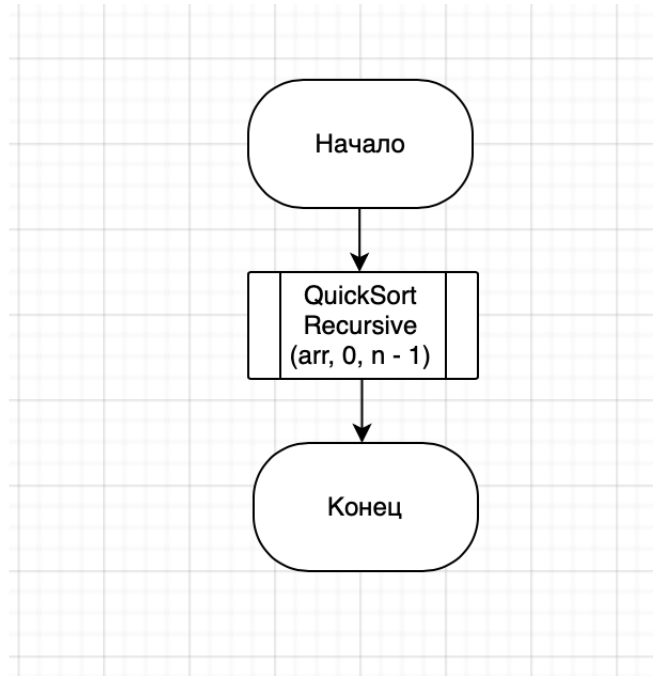 Начало
QuickSort
Recursive
(arr, 0, n - 1)
Конец